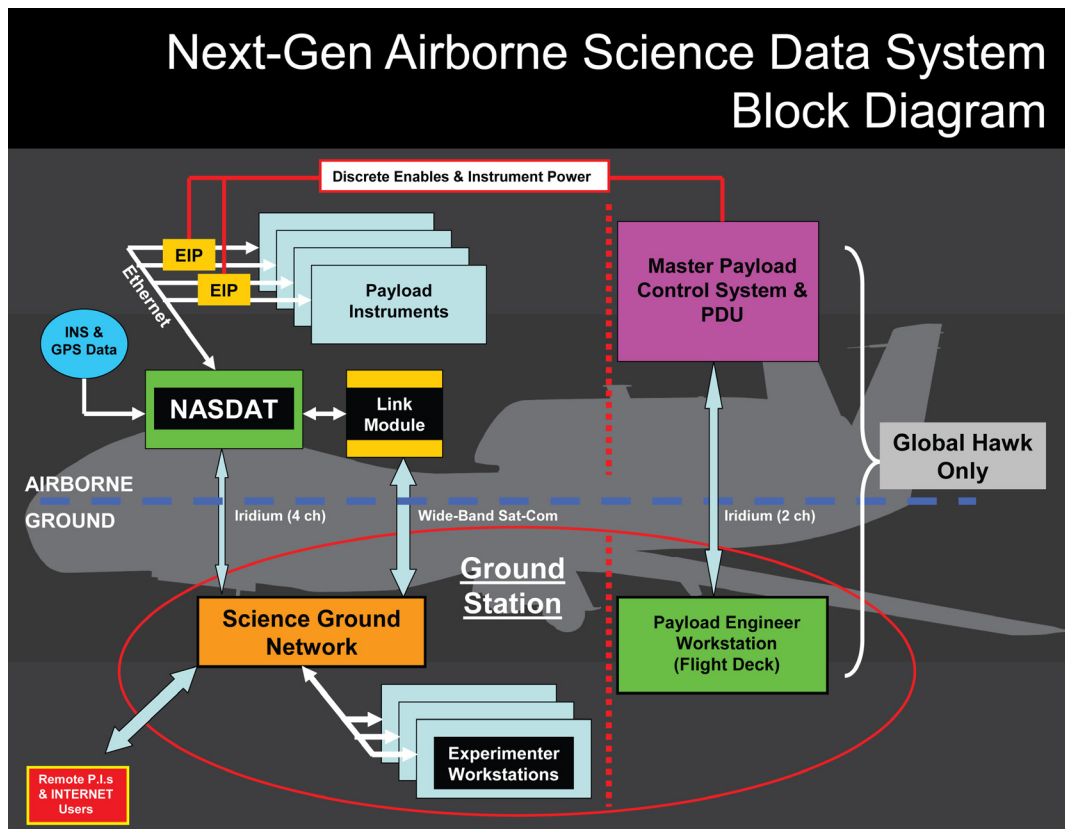 Next-Gen Airborne Science Data System
Block Diagram
Discrete Enables & Instrument Power
EIP
EIP
Ethernet
Payload
Instruments
Master Payload
Control System &
PDU
INS &
GPS Data
NASDAT
Link
Module
Global Hawk
Only
AIRBORNE
GROUND
Iridium (4 ch)
Wide-Band Sat-Com
Iridium (2 ch)
Ground
Station
Science Ground
Network
Payload Engineer
Workstation
(Flight Deck)
Experimenter
Workstations
Remote P.I.s
& INTERNET
Users